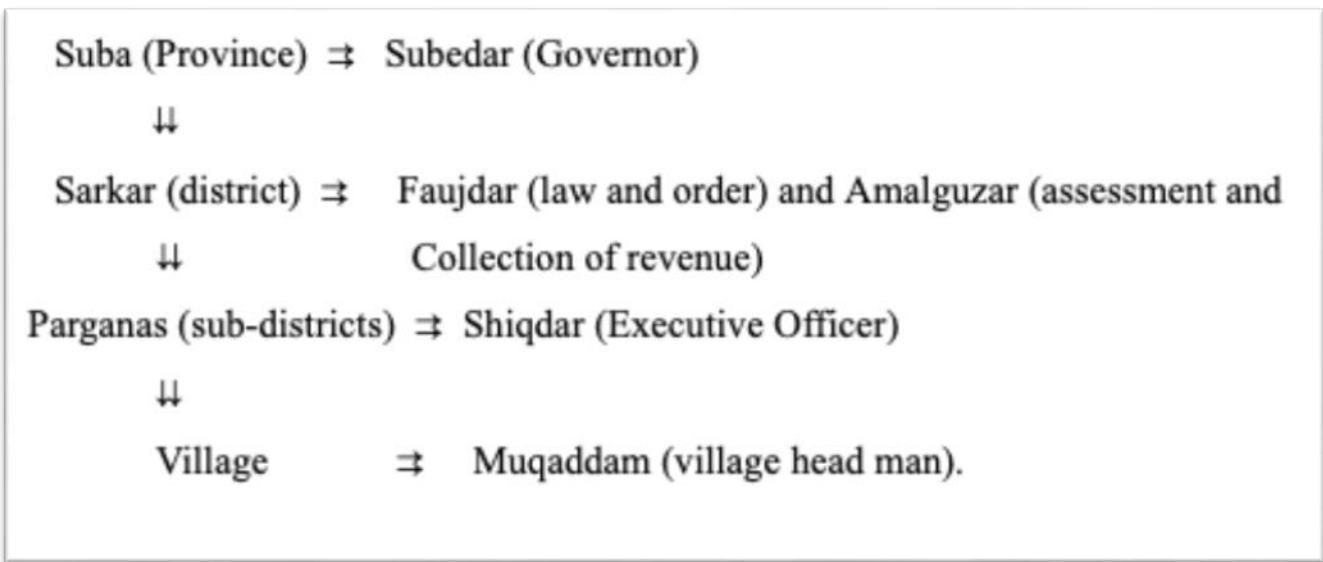 Suba (Province) ⇉ Subedar (Governor)
⇊
Sarkar (district) ⇉ Faujdar (law and order) and Amalguzar (assessment and
⇊ Collection of revenue)
Parganas (sub-districts) ⇉ Shiqdar (Executive Officer)
⇊
Village ⇉ Muqaddam (village head man).